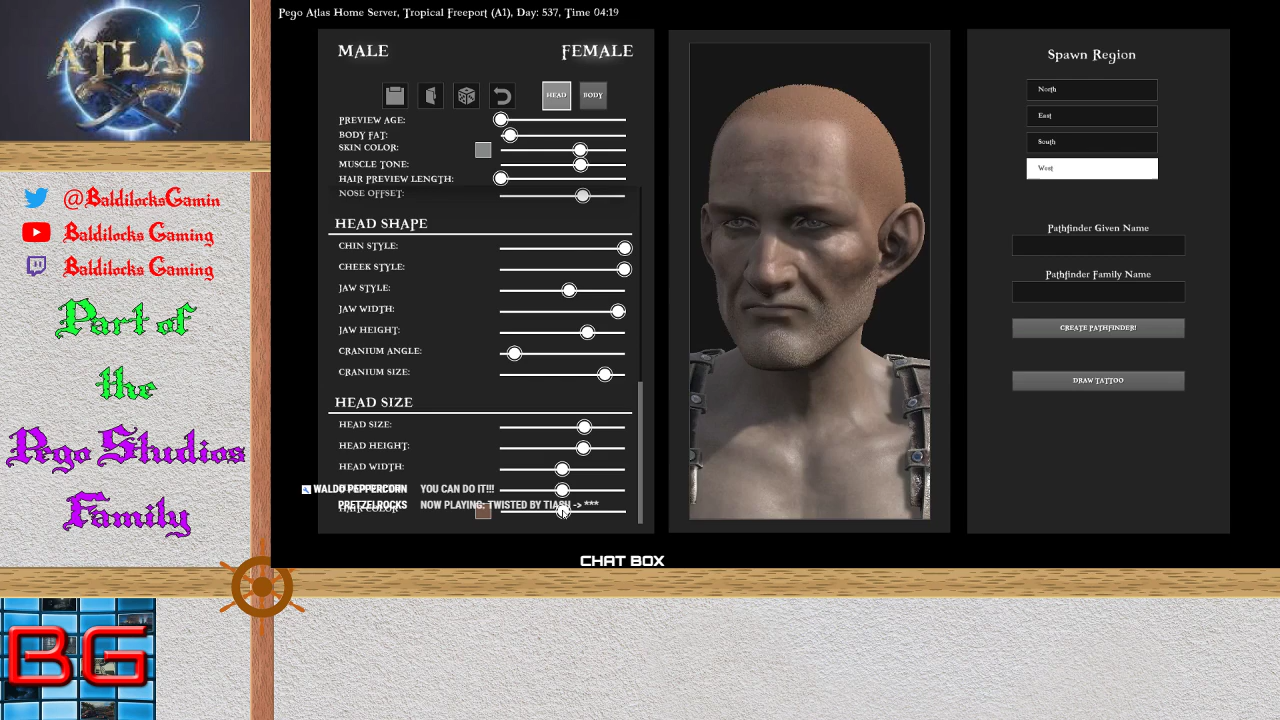 Pego Atlas Home Server, Tropical Freeport (A1), Day: 537, Time 04:19
ATLAS
@BaldilocksGamin
Baldilocks Gaming
Baldilocks Gaming
Part of
the
Pego Studios
Family
BG
MALE
FEMALE
HEAD
BODY
PREVIEW AGE:
BODY FAT:
SKIN COLOR:
MUSCLE TONE:
HAIR PREVIEW LENGTH:
NOSE OFFSET:
HEAD SHAPE
CHIN STYLE:
CHEEK STYLE:
JAW STYLE:
JAW WIDTH:
JAW HEIGHT:
CRANIUM ANGLE:
CRANIUM SIZE:
HEAD SIZE
HEAD SIZE:
HEAD HEIGHT:
HEAD WIDTH:
WALDO PEPPERCORN YOU CAN DO IT!!!
PRETZELROCKS NOW PLAYING: TWISTED BY TIASU -> ***
CHAT BOX
Spawn Region
North
East
South
West
Pathfinder Given Name
Pathfinder Family Name
CREATE PATHFINDER!
DRAW TATTOO